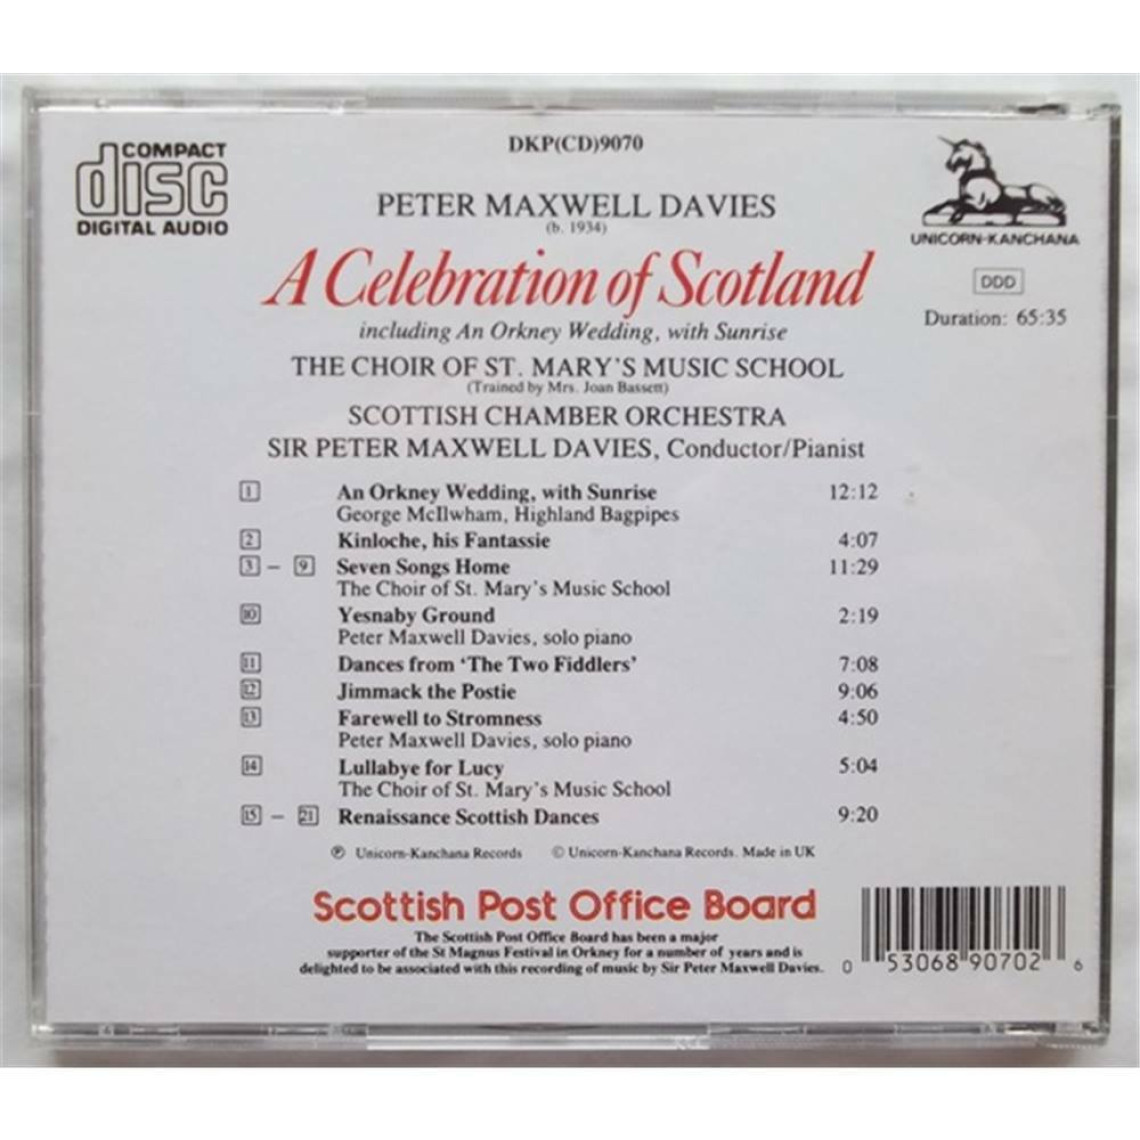 COMPACT
disc
DIGITAL AUDIO
DKP(CD)9070
UNICORN-KANCHANA
DDD
Duration: 65:35
PETER MAXWELL DAVIES
(b. 1934)
A Celebration of Scotland
including An Orkney Wedding, with Sunrise
THE CHOIR OF ST. MARY'S MUSIC SCHOOL
(Trained by Mrs. Joan Bassett)
SCOTTISH CHAMBER ORCHESTRA
SIR PETER MAXWELL DAVIES, Conductor/Pianist
1 An Orkney Wedding, with Sunrise 12:12
George McIlwham, Highland Bagpipes
2 Kinloche, his Fantassie 4:07
3 – 9 Seven Songs Home 11:29
The Choir of St. Mary's Music School
10 Yesnaby Ground 2:19
Peter Maxwell Davies, solo piano
11 Dances from 'The Two Fiddlers' 7:08
12 Jimmack the Postie 9:06
13 Farewell to Stromness 4:50
Peter Maxwell Davies, solo piano
14 Lullabye for Lucy 5:04
The Choir of St. Mary's Music School
15 – 21 Renaissance Scottish Dances 9:20
℗ Unicorn-Kanchana Records © Unicorn-Kanchana Records. Made in UK
Scottish Post Office Board
The Scottish Post Office Board has been a major
supporter of the St Magnus Festival in Orkney for a number of years and is
delighted to be associated with this recording of music by Sir Peter Maxwell Davies.
0 53068 90702 6